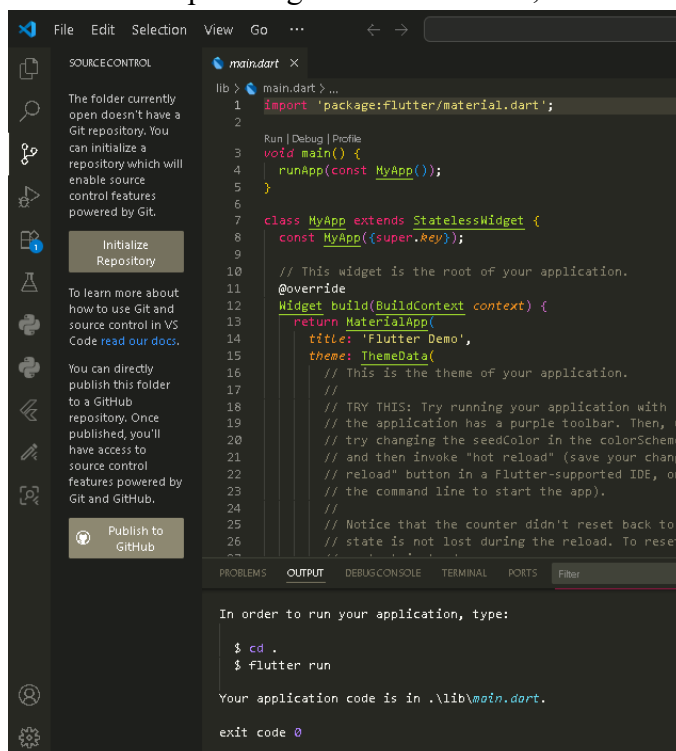 File Edit Selection View Go ...
SOURCE CONTROL
The folder currently
open doesn't have a
Git repository. You
can initialize a
repository which will
enable source
control features
powered by Git.
Initialize
Repository
To learn more about
how to use Git and
source control in VS
Code read our docs.
You can directly
publish this folder
to a GitHub
repository. Once
published, you'll
have access to
source control
features powered by
Git and GitHub.
Publish to
GitHub
1
main.dart ×
lib > main.dart > ...
1 import 'package:flutter/material.dart';
2
Run | Debug | Profile
3 void main() {
4 runApp(const MyApp());
5 }
6
7 class MyApp extends StatelessWidget {
8 const MyApp({super.key});
9
10 // This widget is the root of your application.
11 @override
12 Widget build(BuildContext context) {
13 return MaterialApp(
14 title: 'Flutter Demo',
15 theme: ThemeData(
16 // This is the theme of your application.
17 //
18 // TRY THIS: Try running your application with
19 // the application has a purple toolbar. Then,
20 // try changing the seedColor in the colorSchem
21 // and then invoke "hot reload" (save your chan
22 // reload" button in a Flutter-supported IDE, o
23 // the command line to start the app).
24 //
25 // Notice that the counter didn't reset back to
26 // state is not lost during the reload. To rese
PROBLEMS OUTPUT DEBUG CONSOLE TERMINAL PORTS Filter
In order to run your application, type:
$ cd .
$ flutter run
Your application code is in .\lib\main.dart.
exit code 0